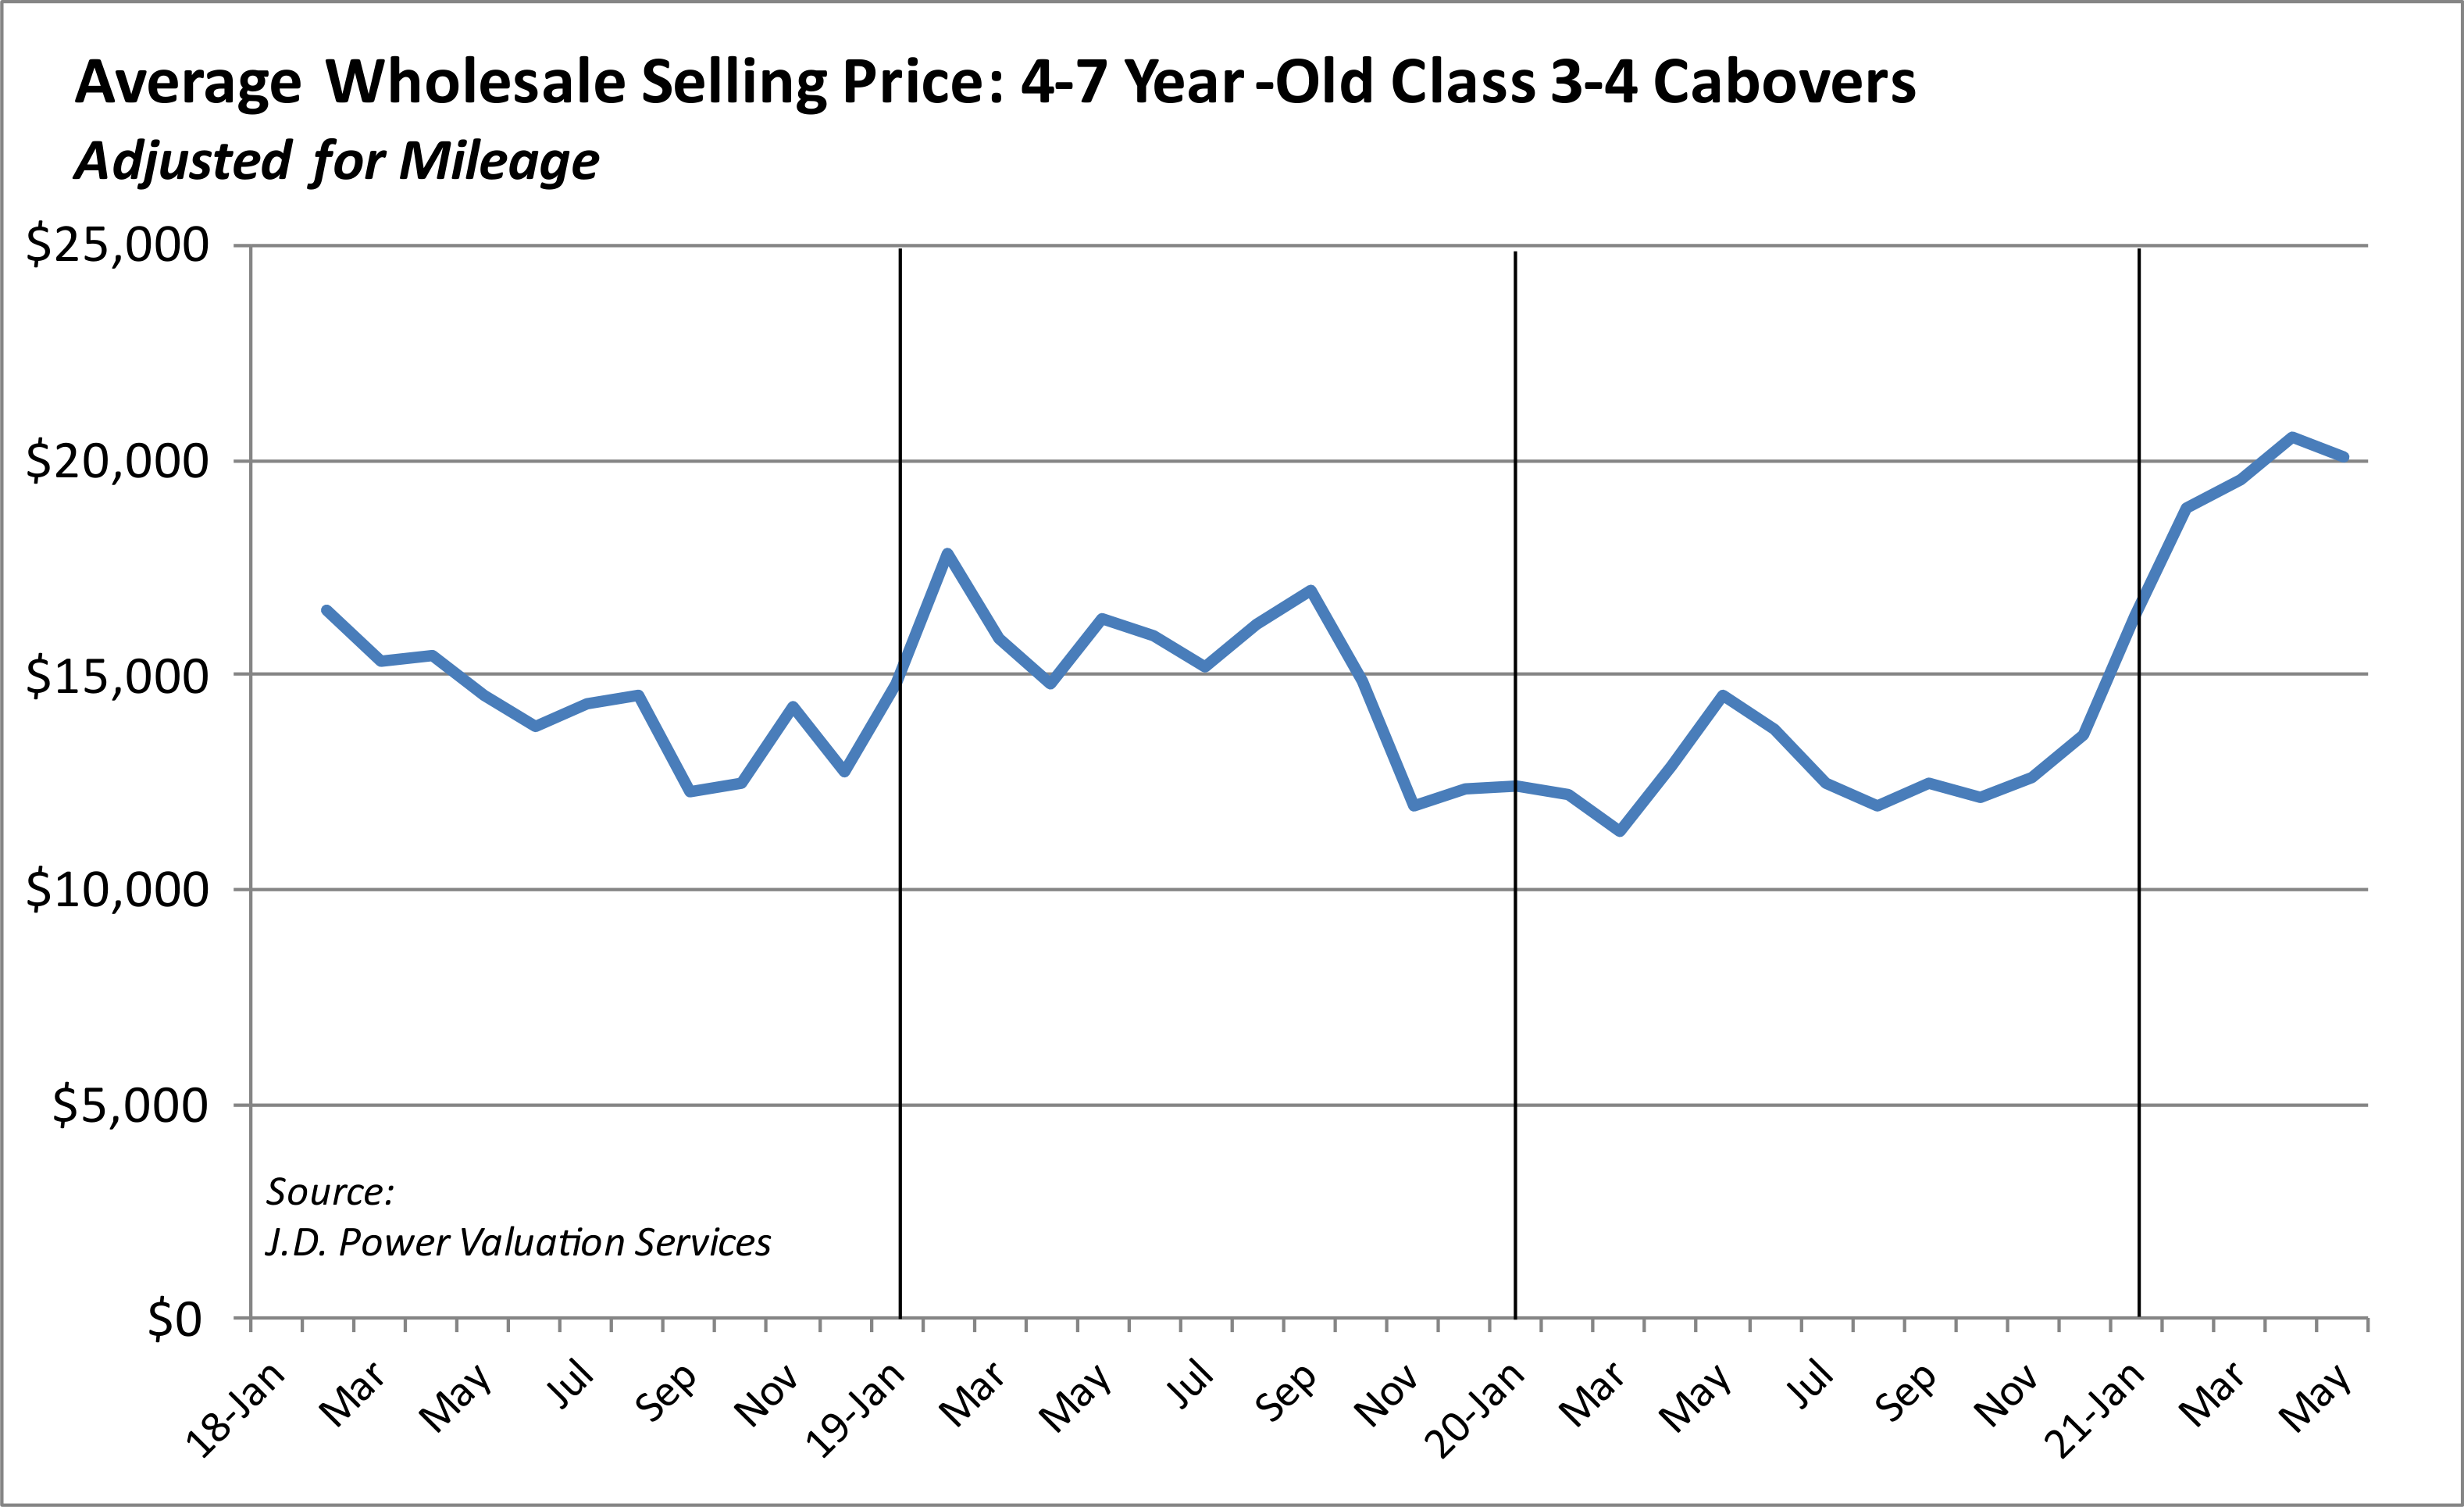 Average Wholesale Selling Price: 4-7 Year-Old Class 3-4 Cabovers
Adjusted for Mileage
$25,000
$20,000
$15,000
$10,000
$5,000
$0
Source:
J.D. Power Valuation Services
18-Jan
Mar
May
Jul
Sep
Nov
19-Jan
Mar
May
Jul
Sep
Nov
20-Jan
Mar
May
Jul
Sep
Nov
21-Jan
Mar
May